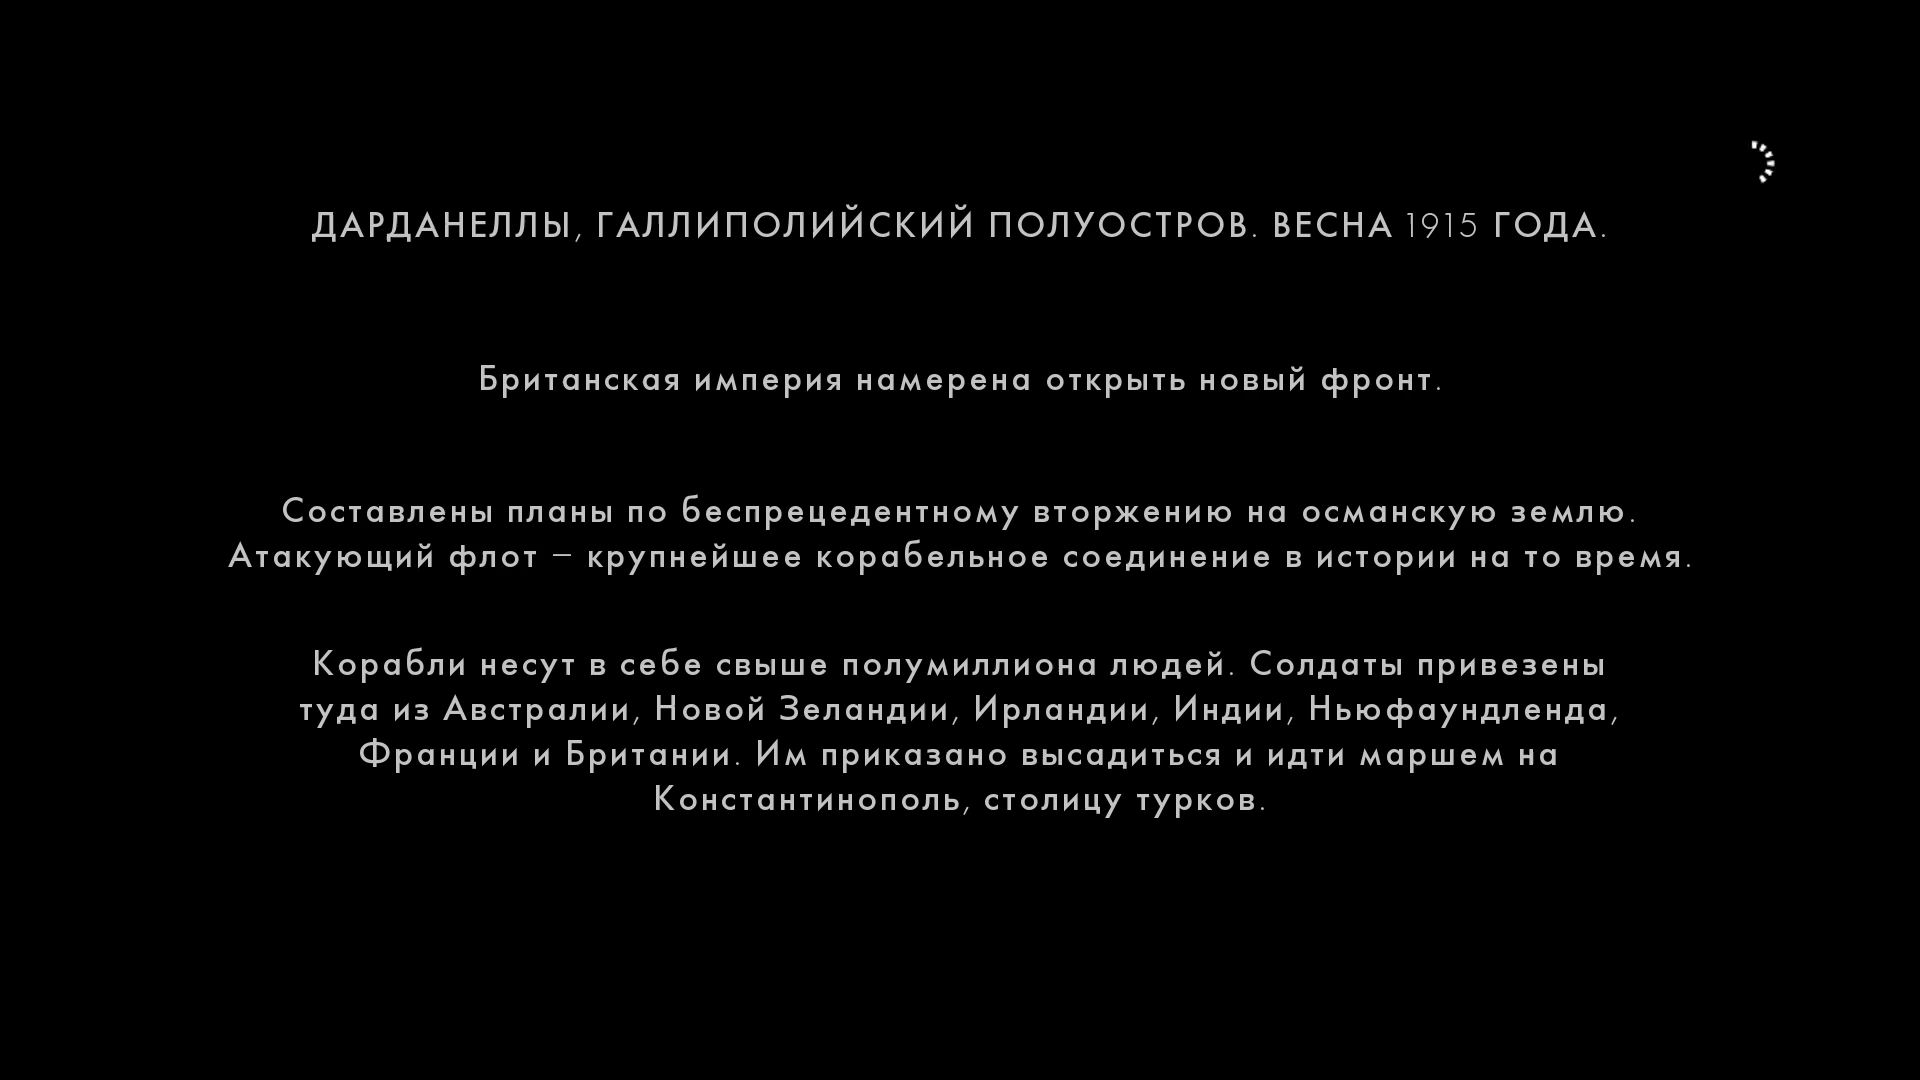 ДАРДАНЕЛЛЫ, ГАЛЛИПОЛИЙСКИЙ ПОЛУОСТРОВ. ВЕСНА 1915 ГОДА.
Британская империя намерена открыть новый фронт.
Составлены планы по беспрецедентному вторжению на османскую землю.
Атакующий флот – крупнейшее корабельное соединение в истории на то время.
Корабли несут в себе свыше полумиллиона людей. Солдаты привезены
туда из Австралии, Новой Зеландии, Ирландии, Индии, Ньюфаундленда,
Франции и Британии. Им приказано высадиться и идти маршем на
Константинополь, столицу турков.